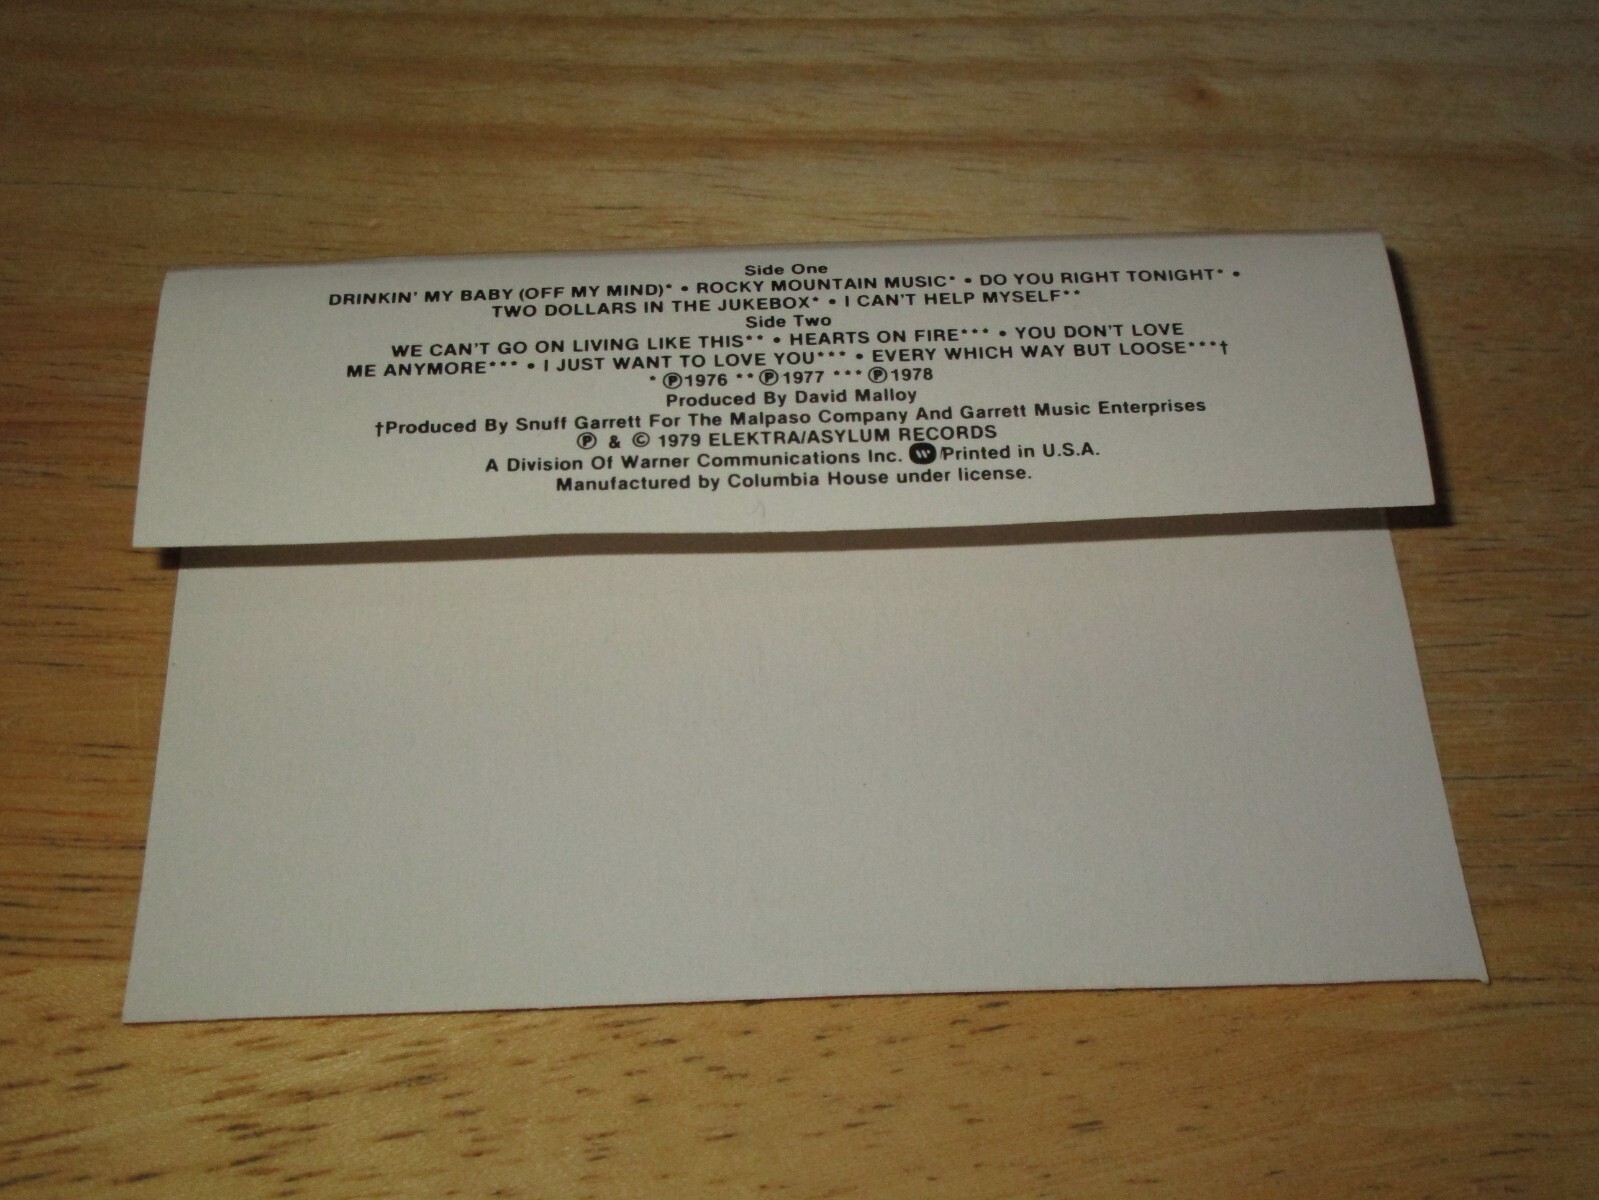 Side One
DRINKIN' MY BABY (OFF MY MIND)* • ROCKY MOUNTAIN MUSIC* • DO YOU RIGHT TONIGHT* •
TWO DOLLARS IN THE JUKEBOX* • I CAN'T HELP MYSELF**
Side Two
WE CAN'T GO ON LIVING LIKE THIS** • HEARTS ON FIRE*** • YOU DON'T LOVE
ME ANYMORE*** • I JUST WANT TO LOVE YOU*** • EVERY WHICH WAY BUT LOOSE***†
* ℗1976 **℗1977 ***℗1978
Produced By David Malloy
†Produced By Snuff Garrett For The Malpaso Company And Garrett Music Enterprises
℗ & © 1979 ELEKTRA/ASYLUM RECORDS
A Division Of Warner Communications Inc. W/Printed in U.S.A.
Manufactured by Columbia House under license.